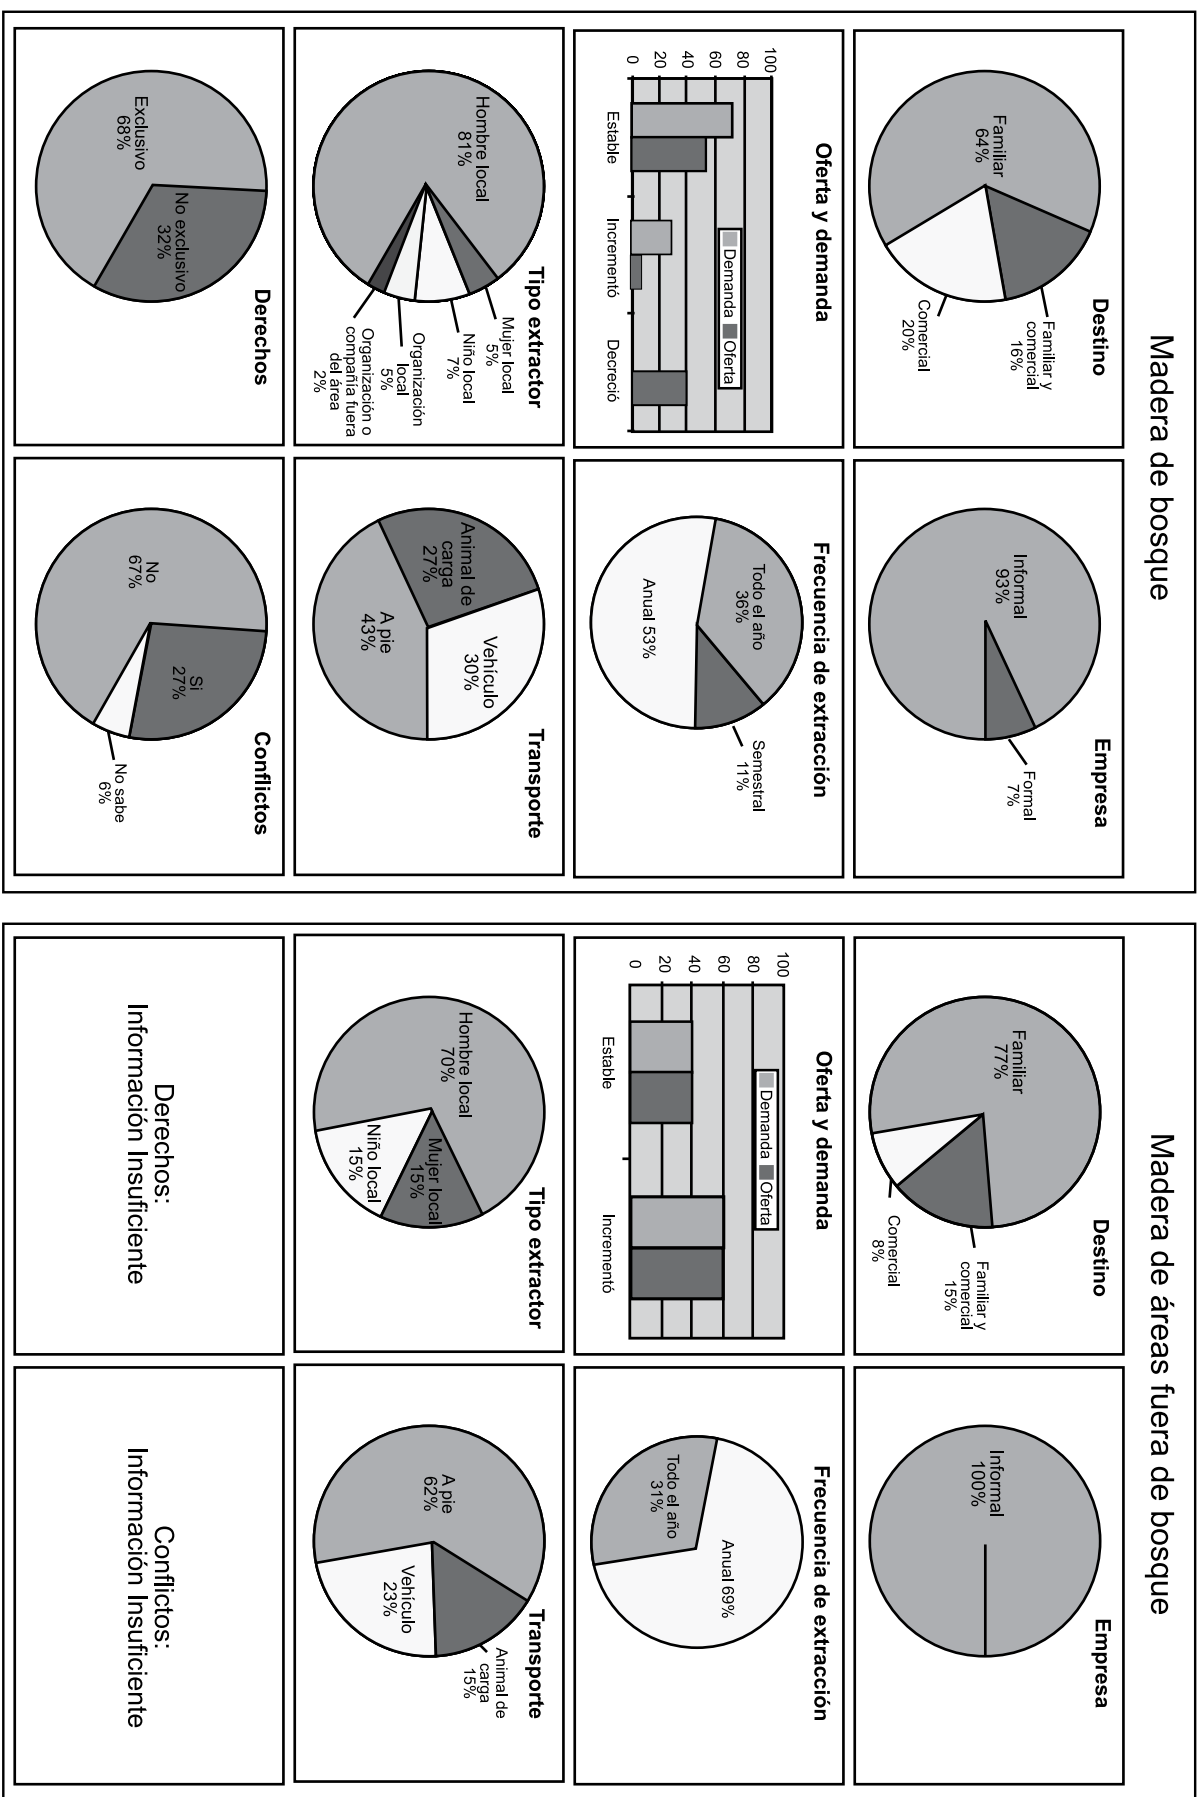 Madera de bosque
Destino
Familiar
64%
Familiar y
comercial
16%
Comercial
20%
Empresa
Informal
93%
Formal
7%
Oferta y demanda
Demanda Oferta
100
80
60
40
20
0
Estable
Incrementó
Decreció
Frecuencia de extracción
Todo el año
36%
Semestral
11%
Anual 53%
Tipo extractor
Hombre local
81%
Mujer local
5%
Niño local
7%
Organización
local
5%
Organización o
compañía fuera
del área
2%
Transporte
Animal de
carga
27%
Vehículo
30%
A pie
43%
Derechos
Exclusivo
68%
No exclusivo
32%
Conflictos
No
67%
Si
27%
No sabe
6%
Madera de áreas fuera de bosque
Destino
Familiar
77%
Familiar y
comercial
15%
Comercial
8%
Empresa
Informal
100%
Oferta y demanda
Demanda Oferta
100
80
60
40
20
0
Estable
Incrementó
Frecuencia de extracción
Anual 69%
Todo el año
31%
Tipo extractor
Hombre local
70%
Mujer local
15%
Niño local
15%
Transporte
A pie
62%
Animal de
carga
15%
Vehículo
23%
Derechos:
Información Insuficiente
Conflictos:
Información Insuficiente